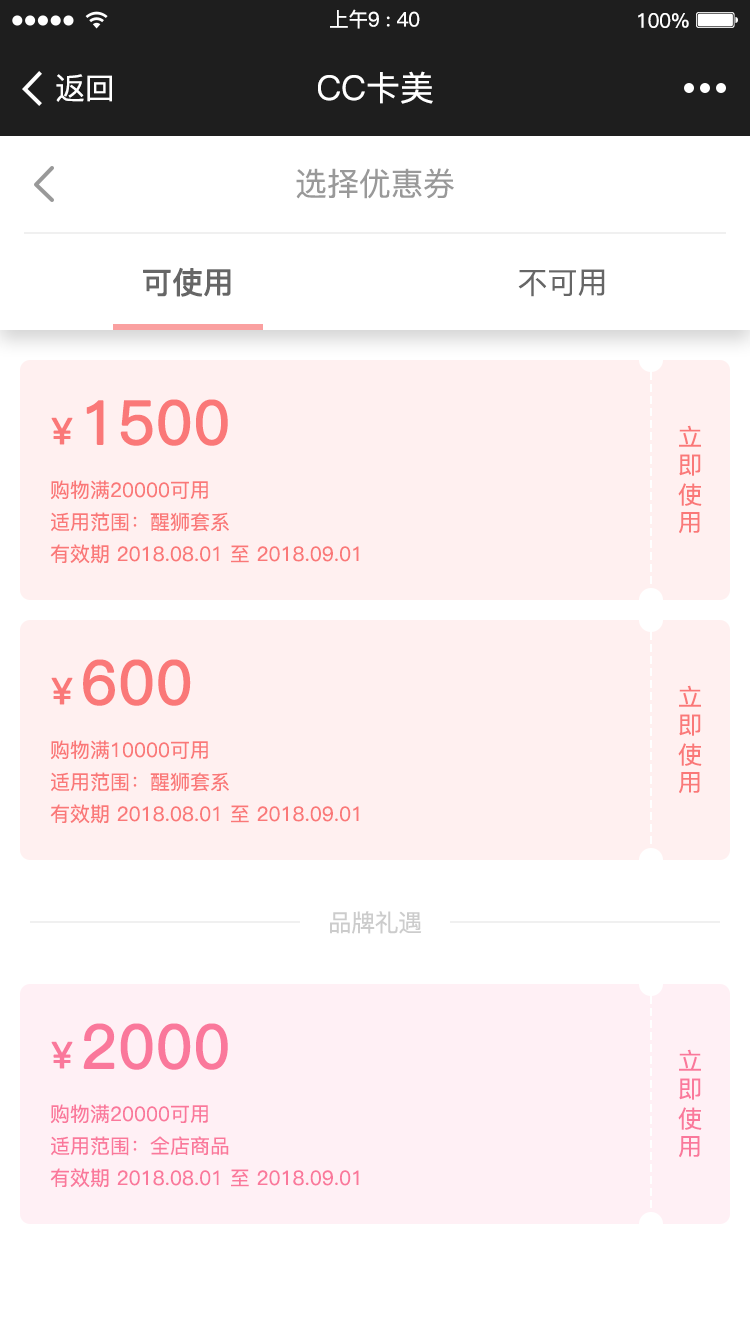 上午9 : 40
100%
返回
CC卡美
选择优惠券
可使用
不可用
¥1500
购物满20000可用
适用范围：醒狮套系
有效期 2018.08.01 至 2018.09.01
立即使用
¥600
购物满10000可用
适用范围：醒狮套系
有效期 2018.08.01 至 2018.09.01
立即使用
品牌礼遇
¥2000
购物满20000可用
适用范围：全店商品
有效期 2018.08.01 至 2018.09.01
立即使用